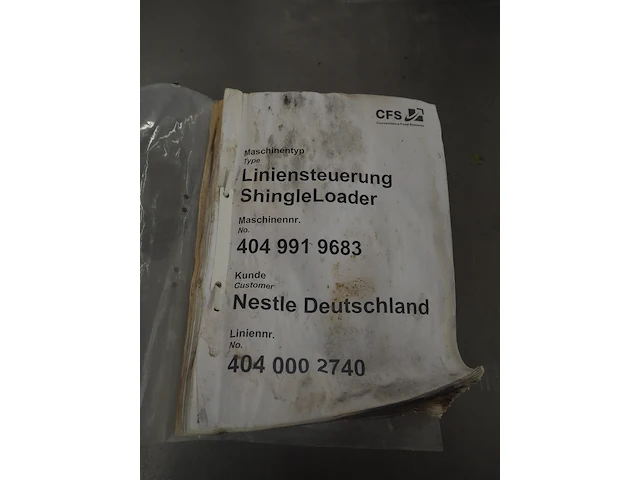 CFS
Maschinentyp
Type
Liniensteuerung
ShingleLoader
Maschinennr.
No.
404 991 9683
Kunde
Customer
Nestle Deutschland
Liniennr.
No.
404 000 2740